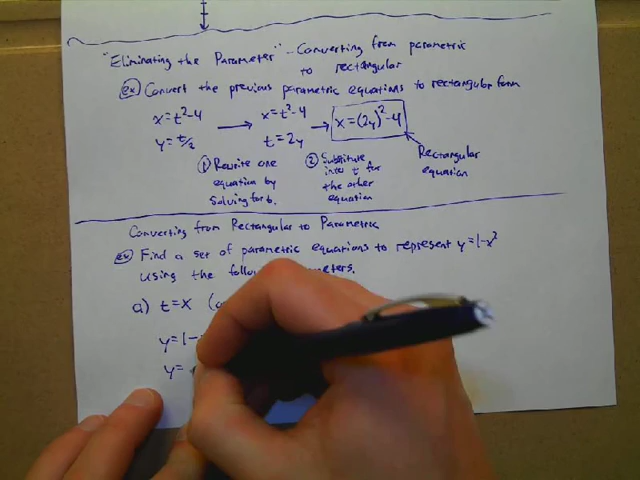 "Eliminating the Parameter" - Converting from parametric
to rectangular
ex Convert the previous parametric equations to rectangular form
x=t²-4 x=t²-4 x=(2y)²-4
y=t/2 t=2y
① Rewrite one
equation by
solving for t.
② Substitute
into t for
the other
equation
Rectangular
equation
Converting from Rectangular to Parametric
ex Find a set of parametric equations to represent y=1-x²
using the
a) t=x
y=1-
y=